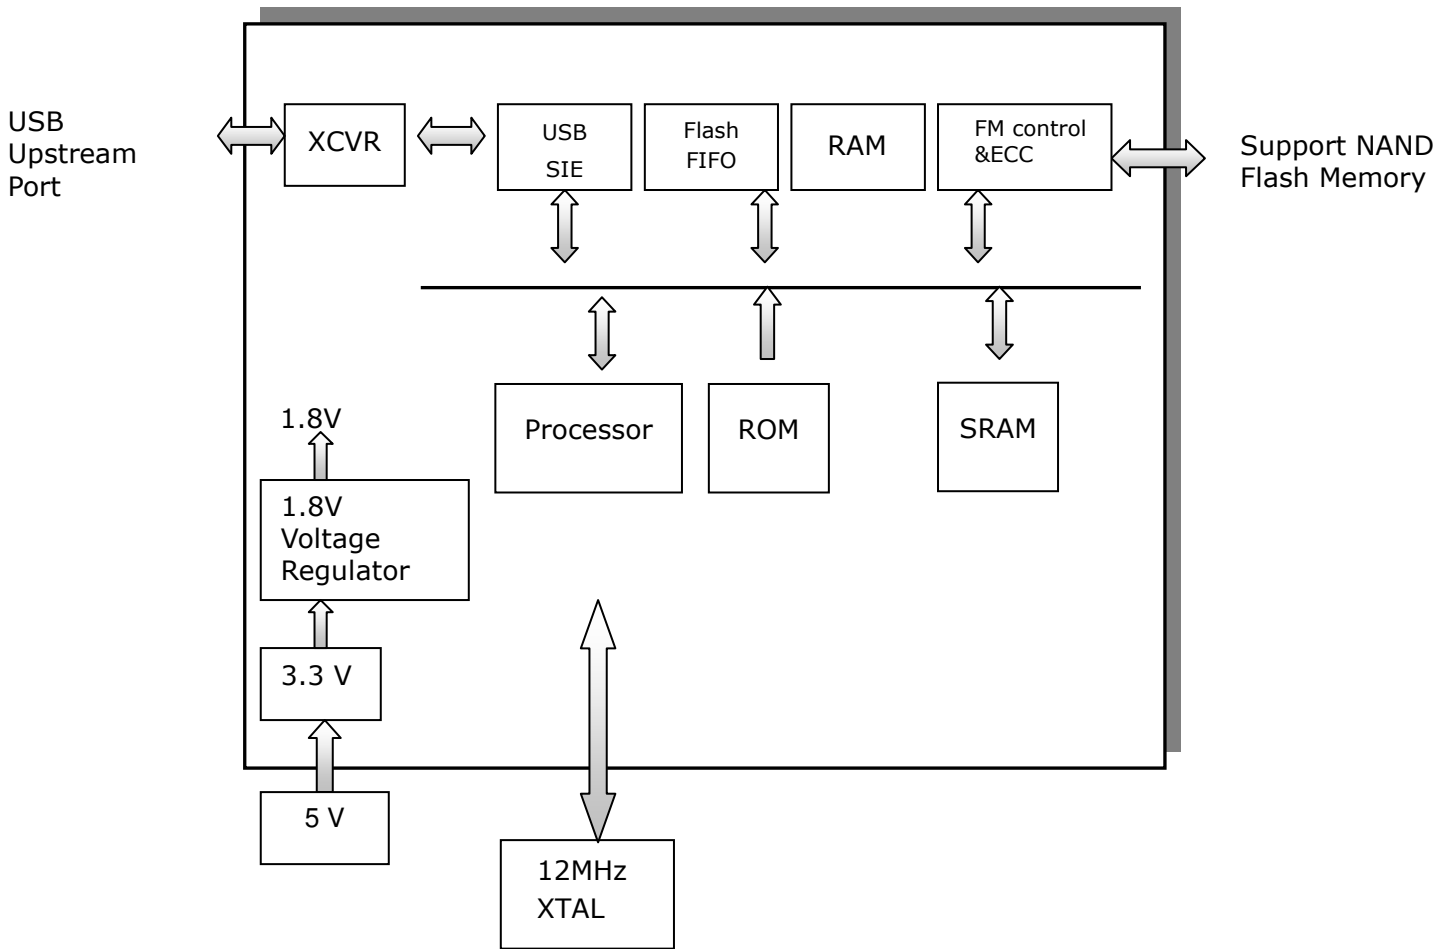 USB
Upstream
Port
XCVR
USB
SIE
Flash
FIFO
RAM
FM control
&ECC
Support NAND
Flash Memory
Processor
ROM
SRAM
1.8V
1.8V
Voltage
Regulator
3.3 V
5 V
12MHz
XTAL